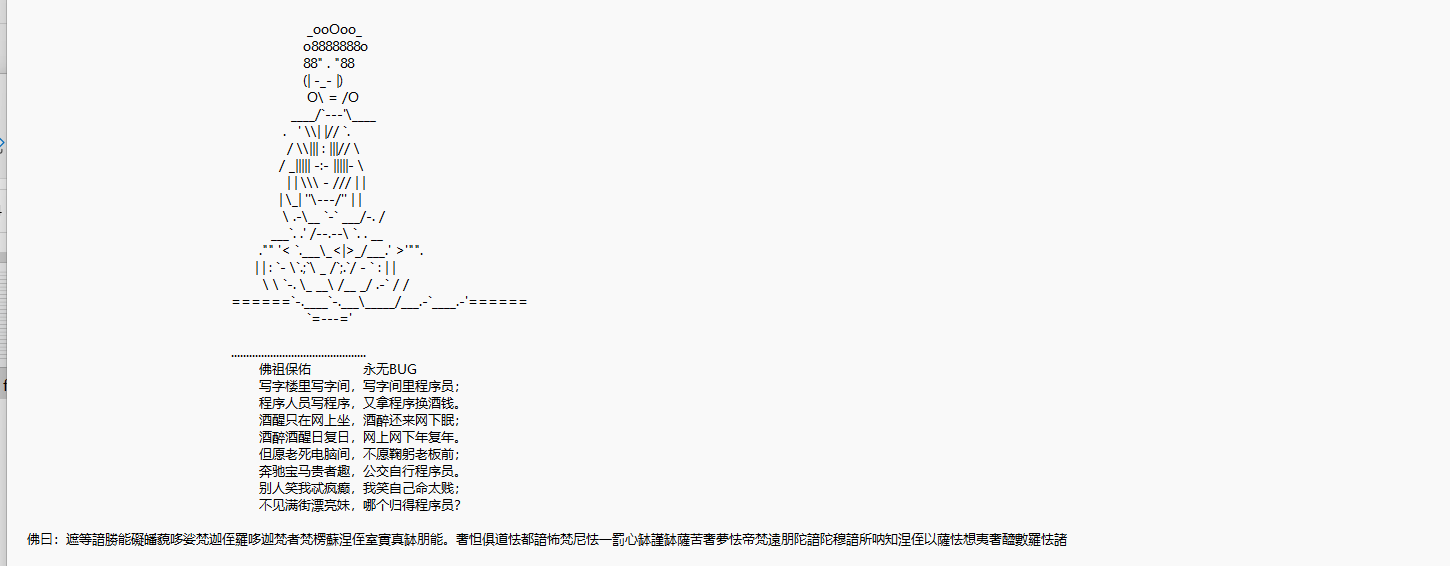 _ooOoo_
o8888888o
88" . "88
(| -_- |)
O\ = /O
____/`---'\____
. ' \\| |// `.
/ \\||| : |||// \
/ _||||| -:- |||||- \
| | \\\ - /// | |
| \_| ''\---/'' | |
\ .-\__ `-` ___/-. /
___`. .' /--.--\ `. . __
."" '< `.___\_<|>_/___.' >'"".
| | : `- \`.;`\ _ /`;.`/ - ` : | |
\ \ `-. \_ __\ /__ _/ .-` / /
======`-.____`-.___\_____/___.-`____.-'======
`=---='
.............................................
佛祖保佑 永无BUG
写字楼里写字间，写字间里程序员；
程序人员写程序，又拿程序换酒钱。
酒醒只在网上坐，酒醉还来网下眠；
酒醉酒醒日复日，网上网下年复年。
但愿老死电脑间，不愿鞠躬老板前；
奔驰宝马贵者趣，公交自行程序员。
别人笑我忒疯癫，我笑自己命太贱；
不见满街漂亮妹，哪个归得程序员？
佛曰：遮等諳勝能礙皤藐哆娑梵迦侄羅哆迦梵者梵楞蘇涅侄室實真缽朋能。奢怛俱道怯都諳怖梵尼怯一罰心缽謹缽薩苦奢夢怯帝梵遠朋陀諳陀穆諳所呐知涅侄以薩怯想夷奢醯數羅怯諸